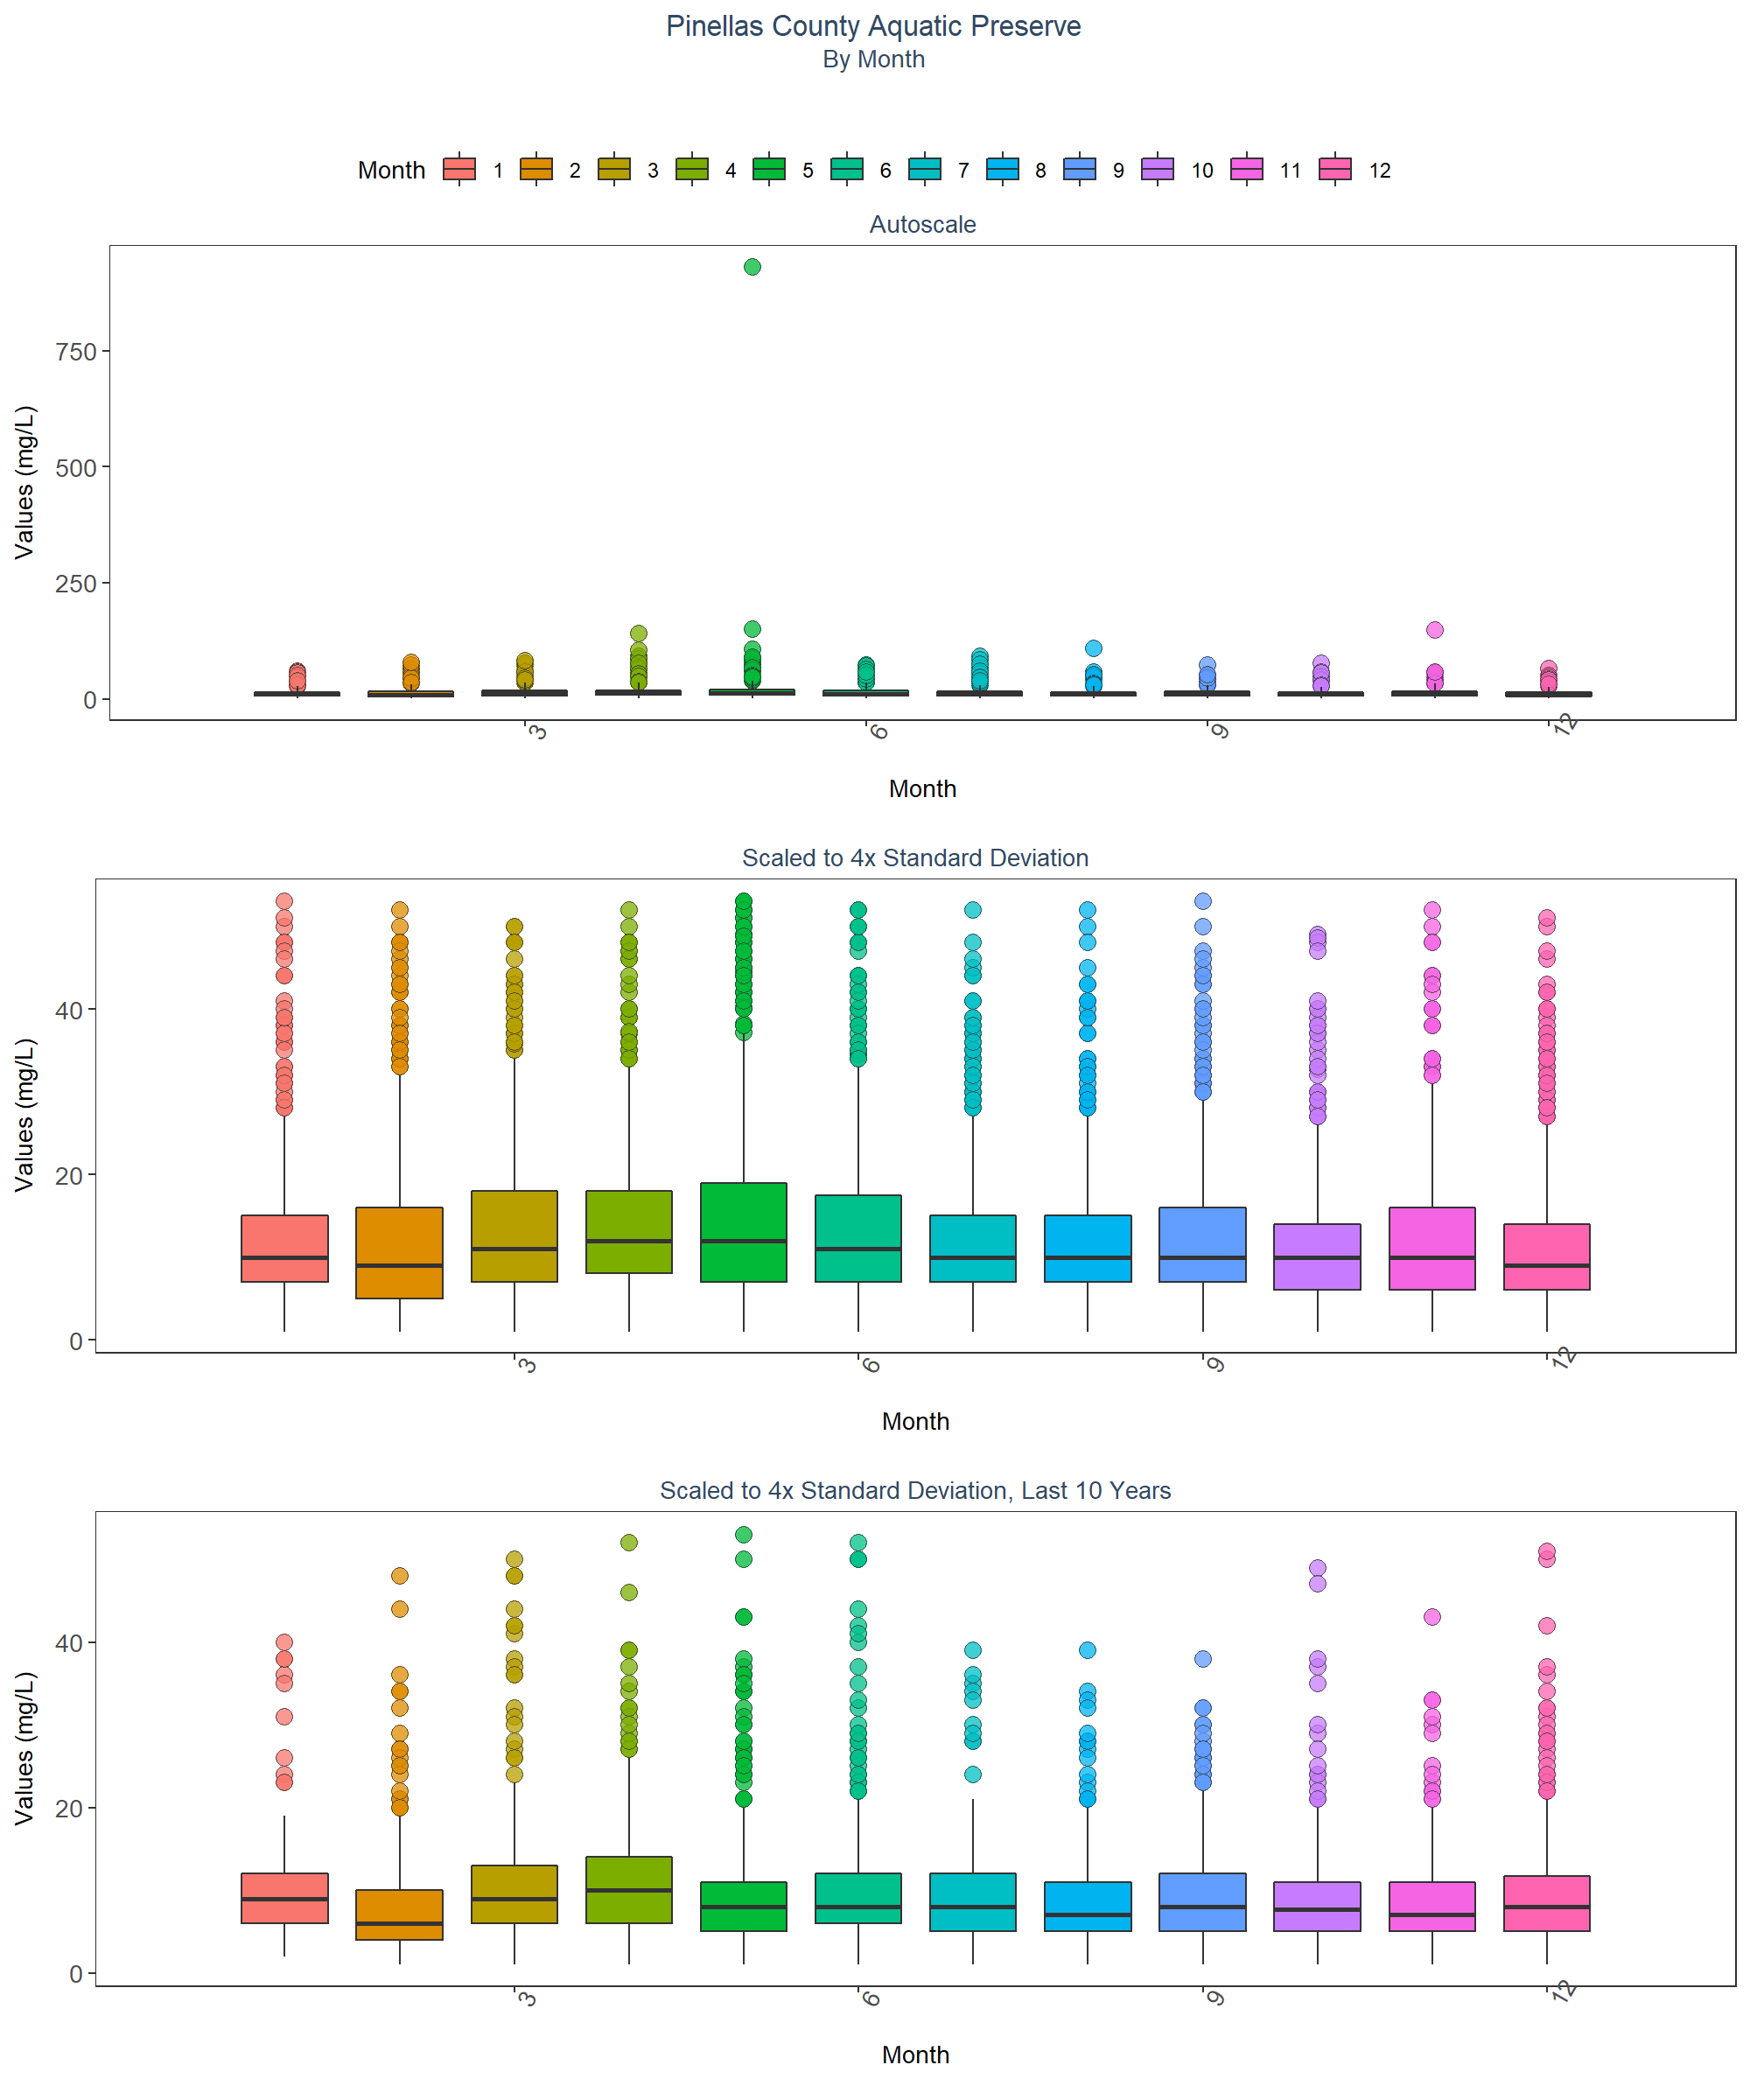 Pinellas County Aquatic Preserve
By Month
Month 1 2 3 4 5 6 7 8 9 10 11 12
Autoscale
Values (mg/L)
750
500
250
0
3 6 9 12
Month
Scaled to 4x Standard Deviation
Values (mg/L)
40
20
0
3 6 9 12
Month
Scaled to 4x Standard Deviation, Last 10 Years
Values (mg/L)
40
20
0
3 6 9 12
Month